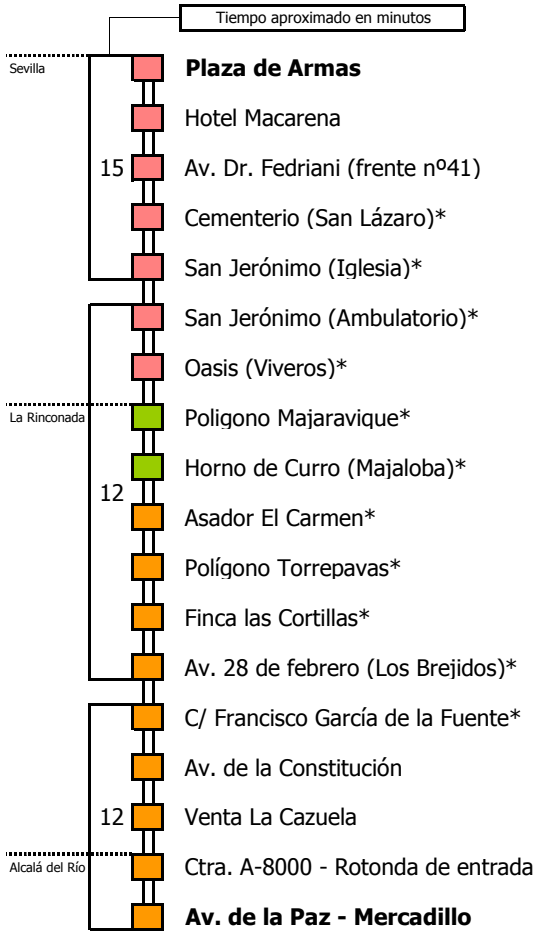 Tiempo aproximado en minutos
Sevilla
Plaza de Armas
Hotel Macarena
15
Av. Dr. Fedriani (frente nº41)
Cementerio (San Lázaro)*
San Jerónimo (Iglesia)*
San Jerónimo (Ambulatorio)*
Oasis (Viveros)*
La Rinconada
Poligono Majaravique*
Horno de Curro (Majaloba)*
12
Asador El Carmen*
Polígono Torrepavas*
Finca las Cortillas*
Av. 28 de febrero (Los Brejidos)*
C/ Francisco García de la Fuente*
Av. de la Constitución
12
Venta La Cazuela
Alcalá del Río
Ctra. A-8000 - Rotonda de entrada
Av. de la Paz - Mercadillo